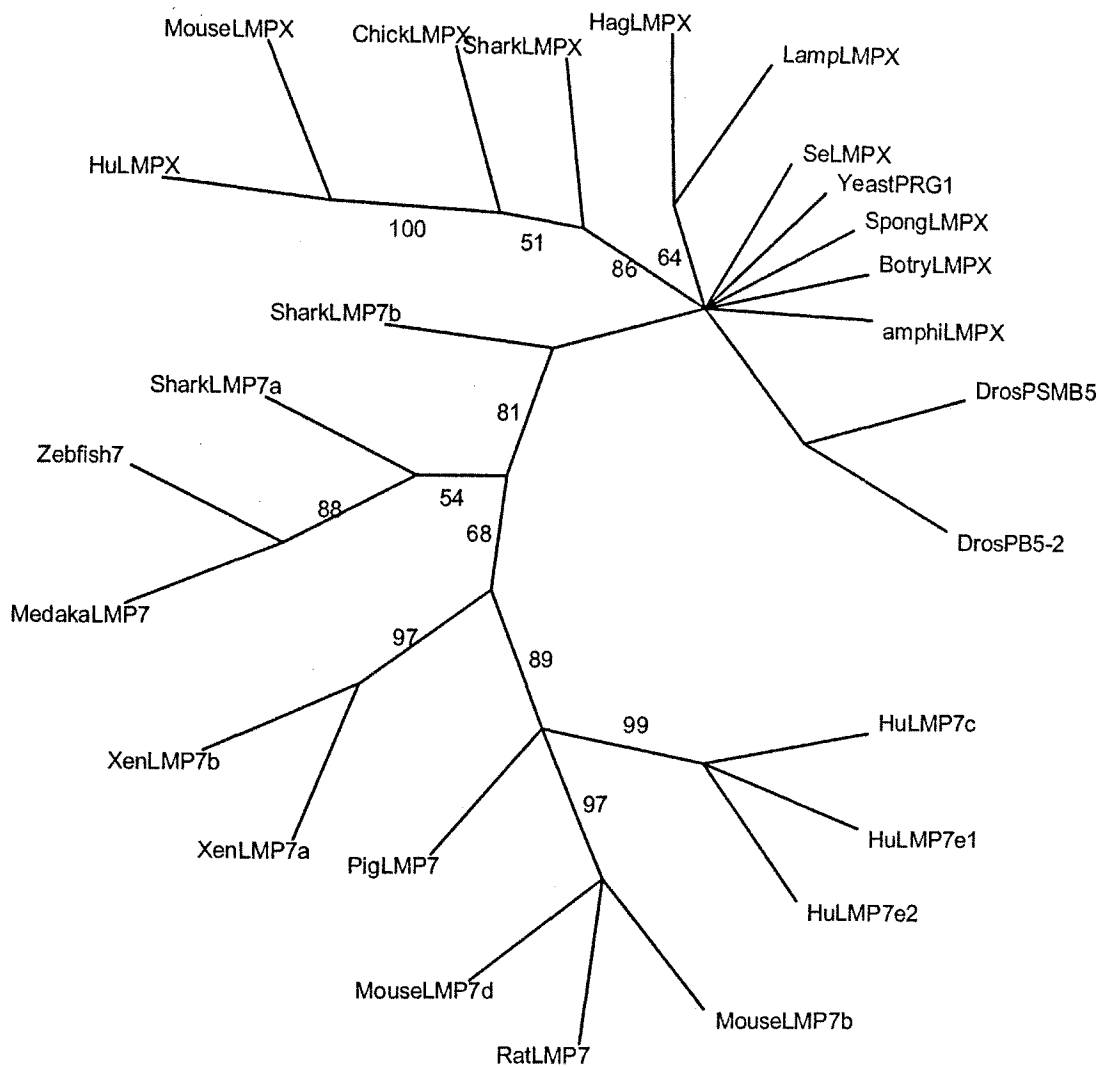 HagLMPX
MouseLMPX
ChickLMPX
SharkLMPX
LampLMPX
HuLMPX
SeLMPX
YeastPRG1
SpongLMPX
100
51
86
64
BotryLMPX
SharkLMP7b
amphiLMPX
SharkLMP7a
81
DrosPSMB5
Zebfish7
88
54
68
DrosPB5-2
MedakaLMP7
97
89
99
HuLMP7c
XenLMP7b
97
HuLMP7e1
XenLMP7a
PigLMP7
HuLMP7e2
MouseLMP7d
MouseLMP7b
RatLMP7